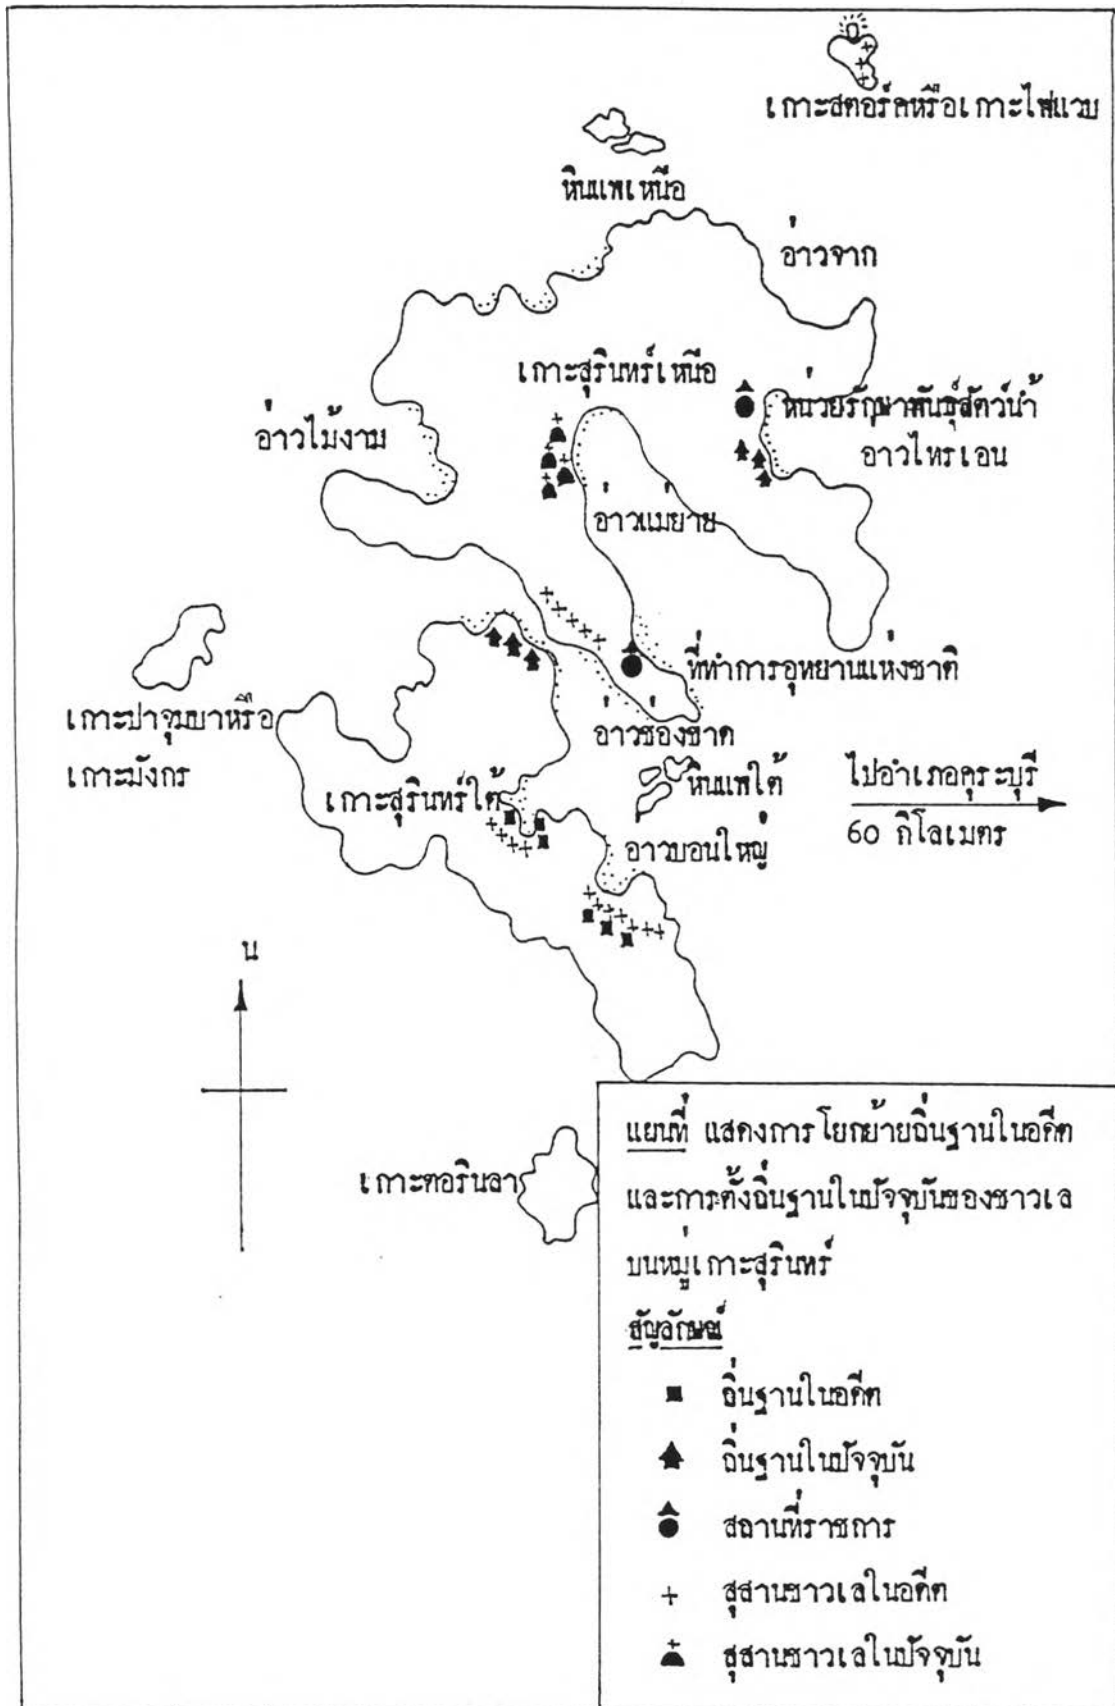 เกาะสตอร์คหรือเกาะไฟแวบ
หินแพเหนือ
อ่าวจาก
เกาะสุรินทร์เหนือ
หน่วยรักษาพันธุ์สัตว์น้ำ
อ่าวไม้งาม
อ่าวไทรเอน
อ่าวแม่ยาย
ที่ทำการอุทยานแห่งชาติ
เกาะปาจุมบาหรือ
เกาะมังกร
อ่าวช่องขาด
หินแพใต้
ไปอำเภอคุระบุรี
60 กิโลเมตร
เกาะสุรินทร์ใต้
อ่าวบอนใหญ่
น
เกาะตอรินลา
แผนที่ แสดงการโยกย้ายถิ่นฐานในอดีต
และการตั้งถิ่นฐานในปัจจุบันของชาวเล
บนหมู่เกาะสุรินทร์
สัญลักษณ์
ถิ่นฐานในอดีต
ถิ่นฐานในปัจจุบัน
สถานที่ราชการ
สุสานชาวเลในอดีต
สุสานชาวเลในปัจจุบัน